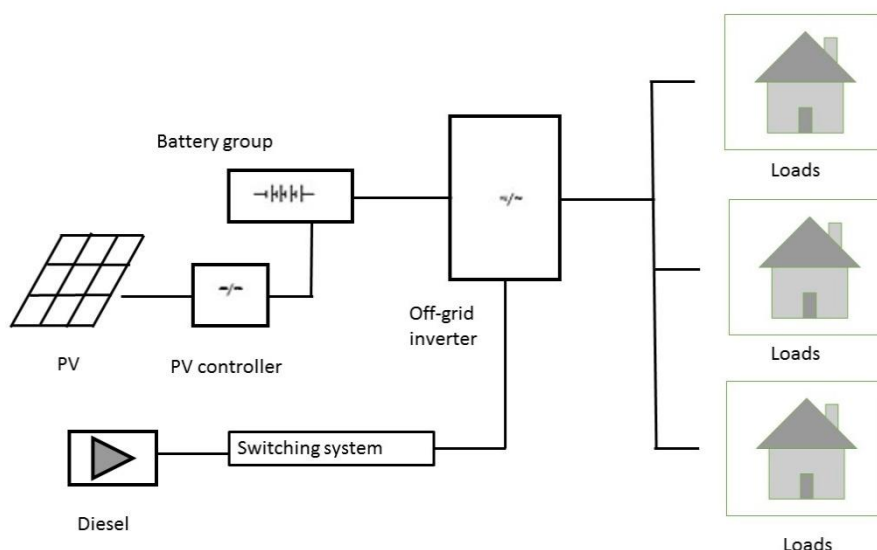 Loads
Battery group
Off-grid
inverter
Loads
PV
PV controller
Switching system
Diesel
Loads